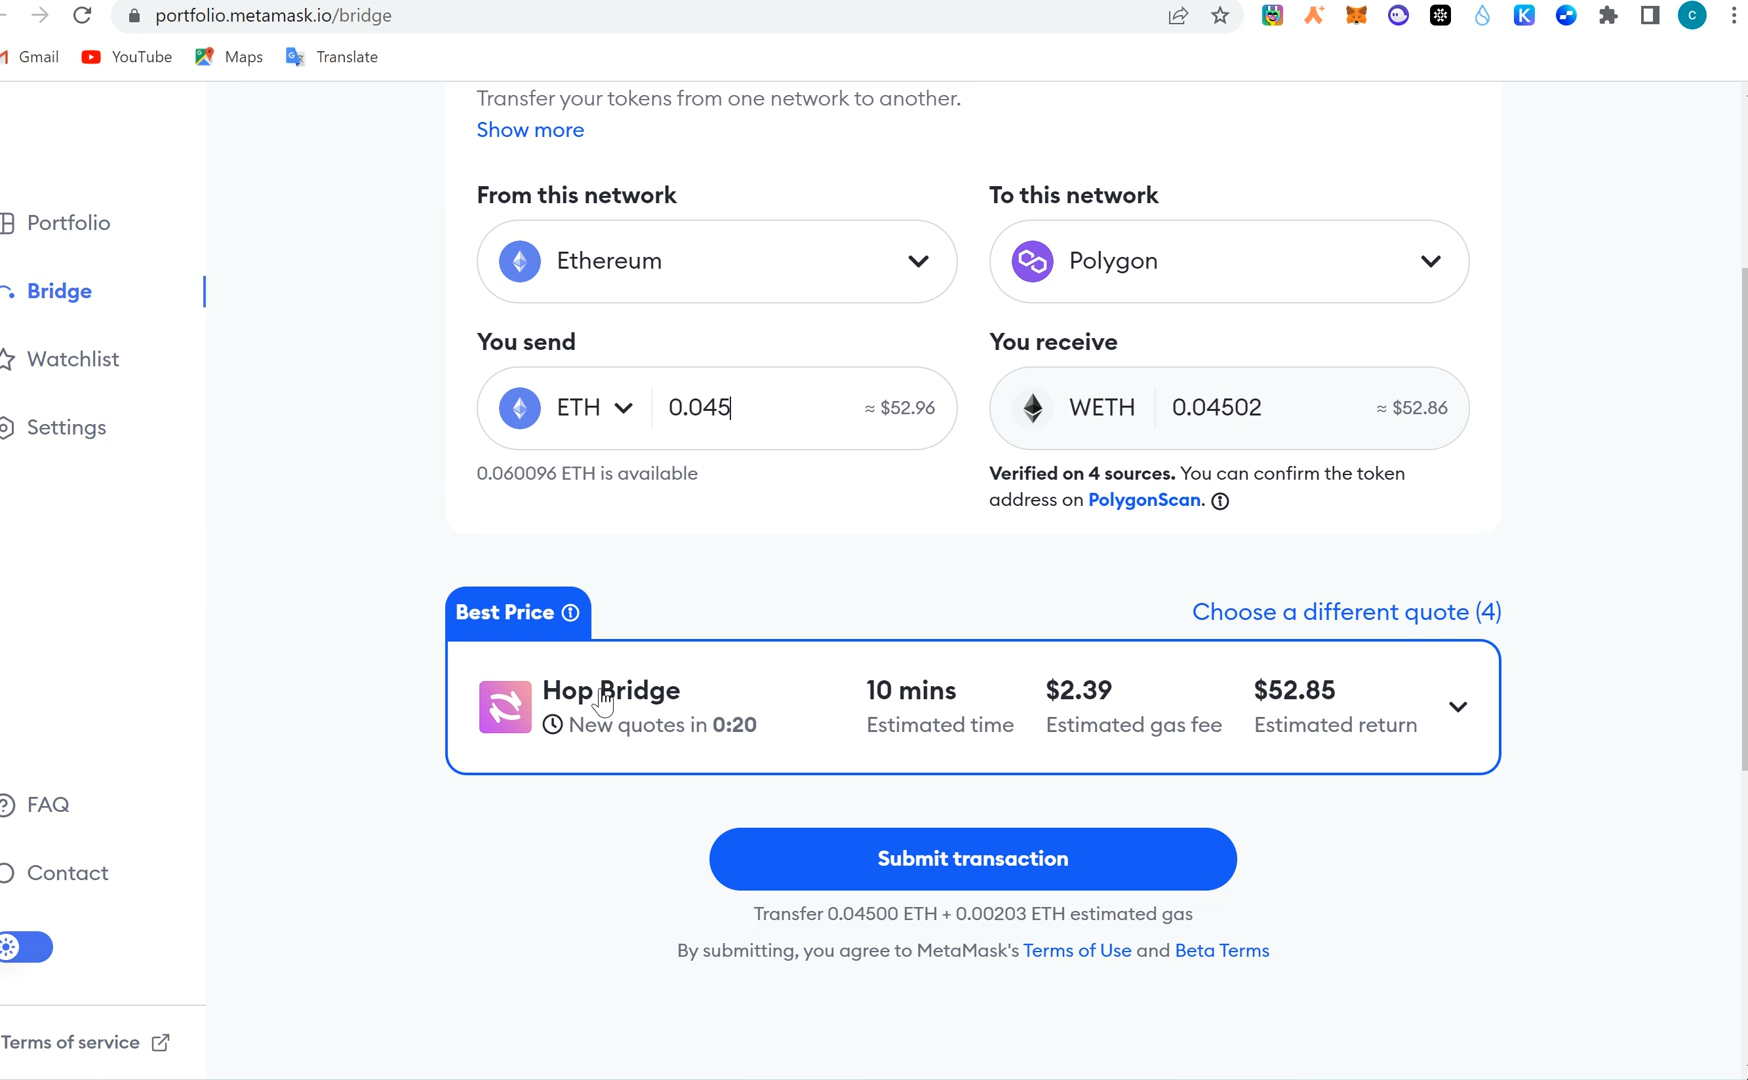 portfolio.metamask.io/bridge
K
C
Gmail YouTube Maps Translate
Transfer your tokens from one network to another.
Show more
From this network To this network
Portfolio
Ethereum Polygon
Bridge
You send You receive
Watchlist
ETH 0.045 ≈ $52.96 WETH 0.04502 ≈ $52.86
Settings
0.060096 ETH is available
Verified on 4 sources. You can confirm the token
address on PolygonScan.
Best Price
Choose a different quote (4)
Hop Bridge 10 mins $2.39 $52.85
New quotes in 0:20 Estimated time Estimated gas fee Estimated return
FAQ
Submit transaction
Contact
Transfer 0.04500 ETH + 0.00203 ETH estimated gas
By submitting, you agree to MetaMask's Terms of Use and Beta Terms
Terms of service